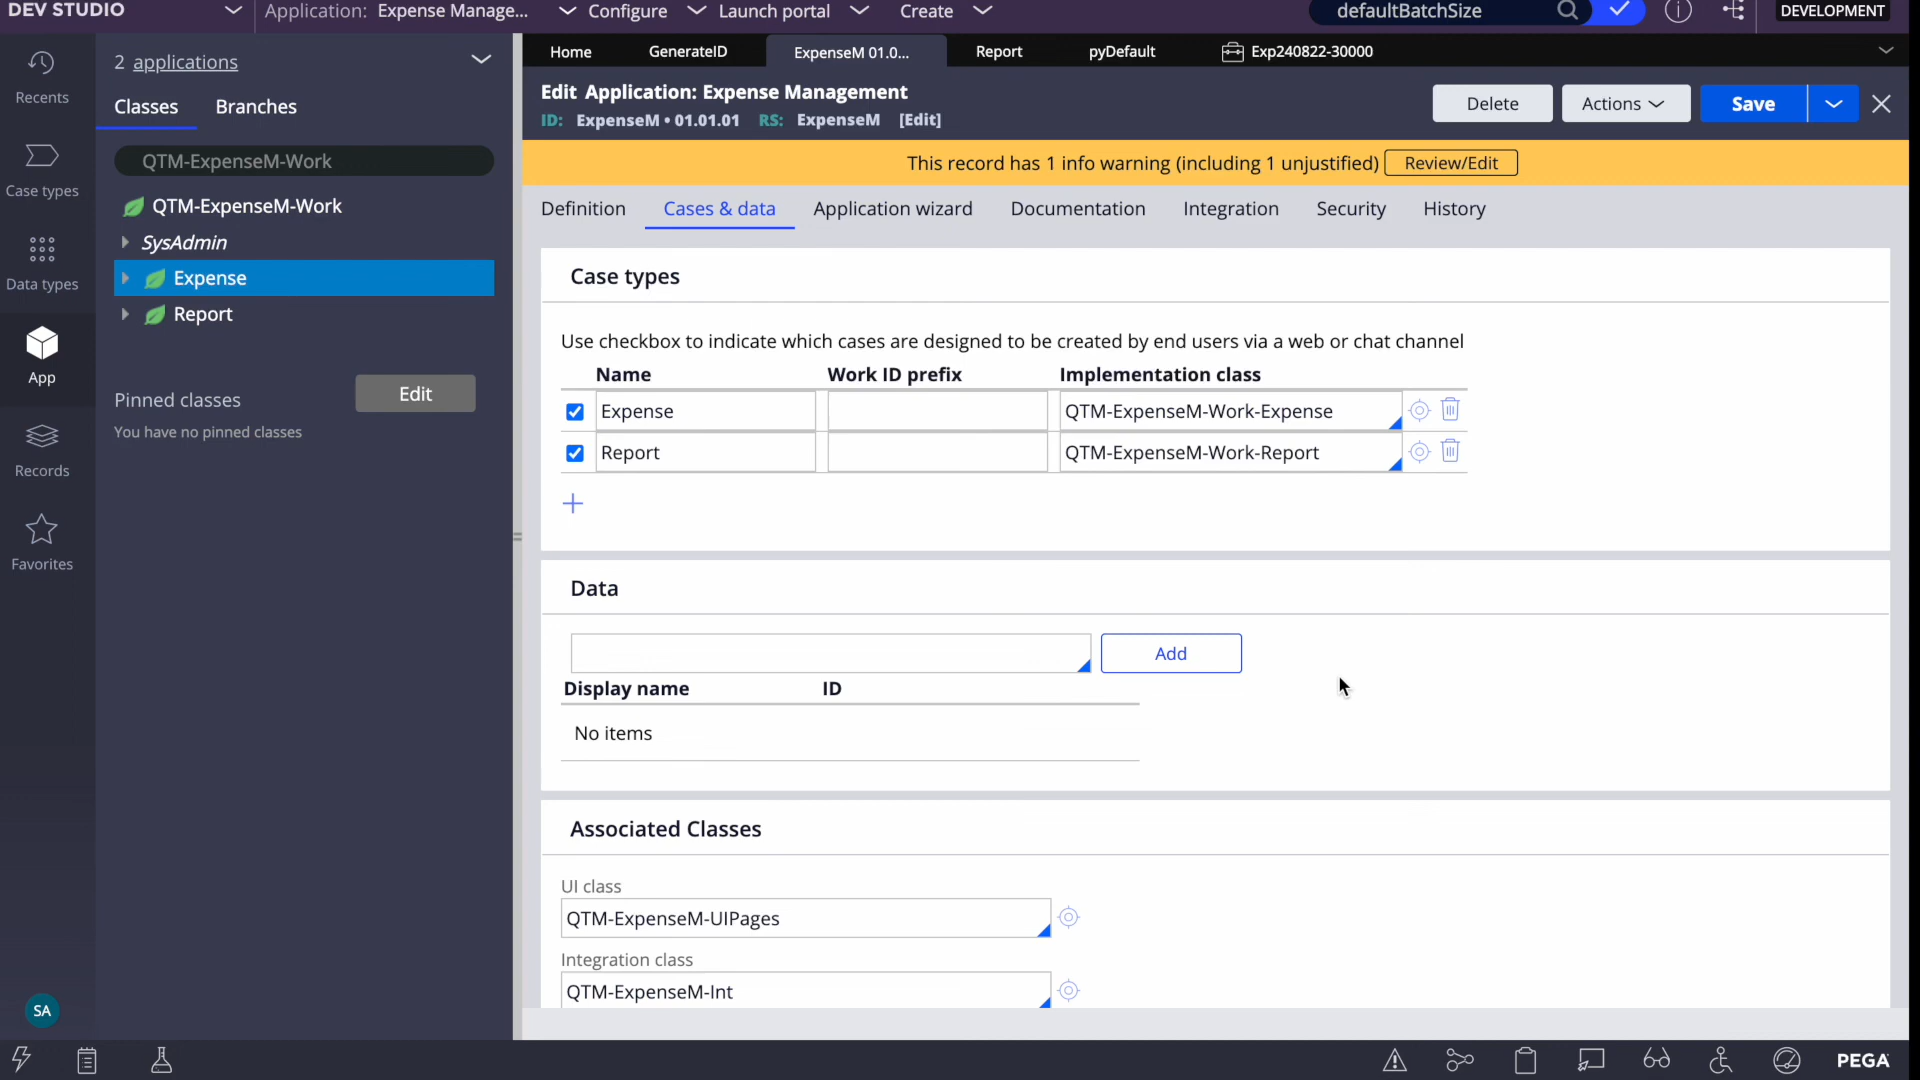 DEV STUDIO
Application: Expense Manage... Configure Launch portal Create
defaultBatchSize
DEVELOPMENT
Recents
Case types
Data types
App
Records
Favorites
SA
2 applications
Classes Branches
QTM-ExpenseM-Work
QTM-ExpenseM-Work
SysAdmin
Expense
Report
Pinned classes Edit
You have no pinned classes
Home GenerateID ExpenseM 01.0... Report pyDefault Exp240822-30000
Edit Application: Expense Management
ID: ExpenseM • 01.01.01 RS: ExpenseM [Edit]
Delete Actions Save
This record has 1 info warning (including 1 unjustified) Review/Edit
Definition Cases & data Application wizard Documentation Integration Security History
Case types
Use checkbox to indicate which cases are designed to be created by end users via a web or chat channel
Name Work ID prefix Implementation class
Expense QTM-ExpenseM-Work-Expense
Report QTM-ExpenseM-Work-Report
Data
Add
Display name ID
No items
Associated Classes
UI class
QTM-ExpenseM-UIPages
Integration class
QTM-ExpenseM-Int
PEGA